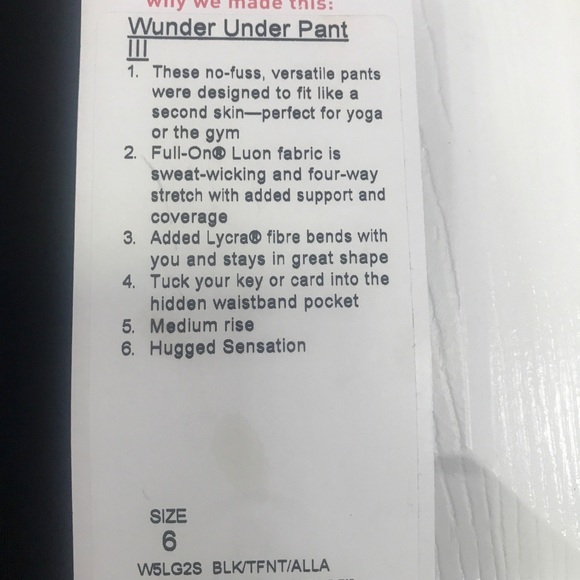 why we made this:
Wunder Under Pant
III
1. These no-fuss, versatile pants
were designed to fit like a
second skin—perfect for yoga
or the gym
2. Full-On® Luon fabric is
sweat-wicking and four-way
stretch with added support and
coverage
3. Added Lycra® fibre bends with
you and stays in great shape
4. Tuck your key or card into the
hidden waistband pocket
5. Medium rise
6. Hugged Sensation
SIZE
6
W5LG2S BLK/TFNT/ALLA